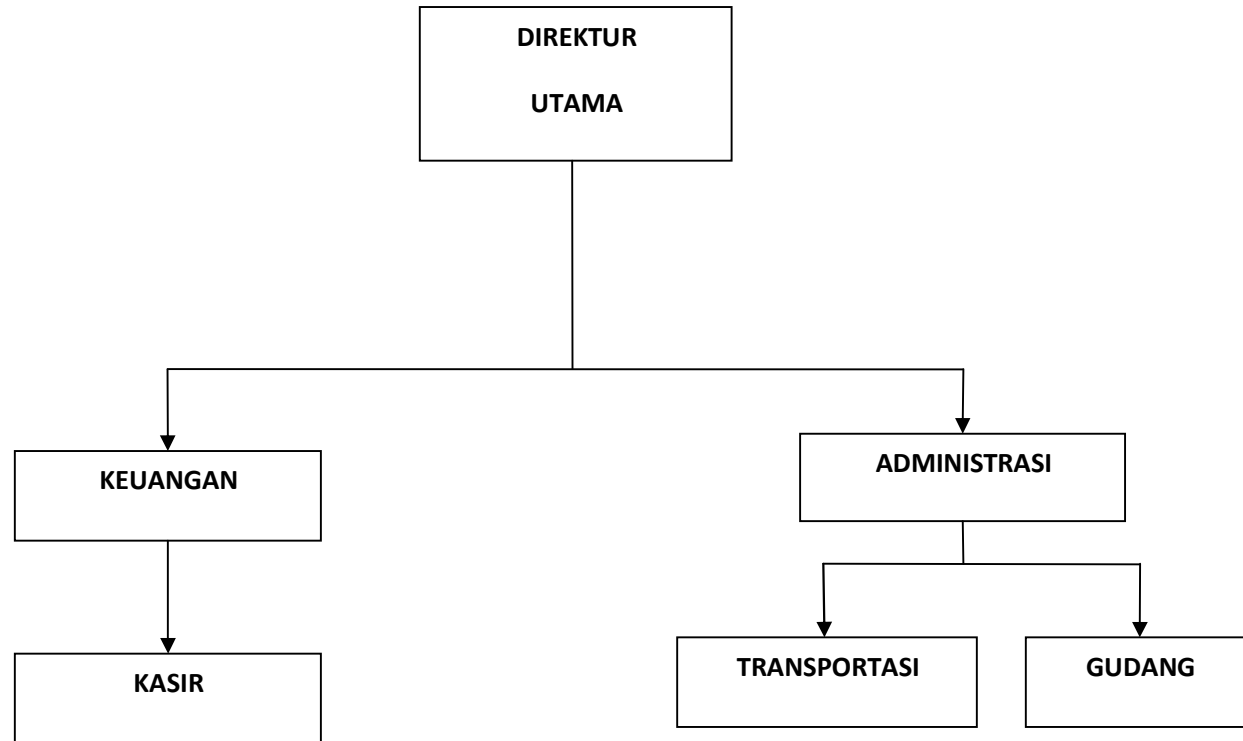 DIREKTUR
UTAMA
KEUANGAN
ADMINISTRASI
KASIR
TRANSPORTASI
GUDANG